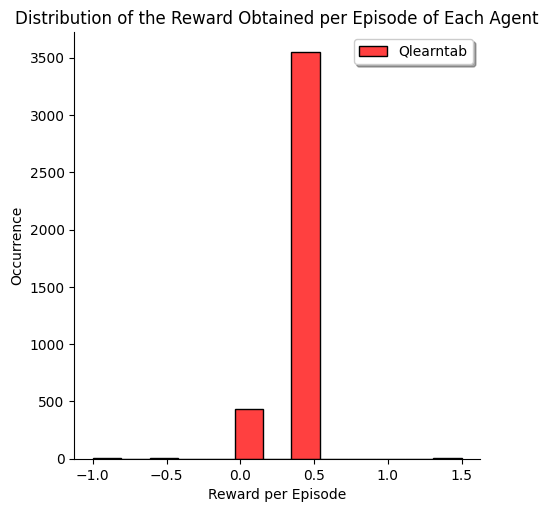 Distribution of the Reward Obtained per Episode of Each Agent
Qlearntab
3500
3000
2500
2000
1500
1000
500
0
Occurrence
−1.0 −0.5 0.0 0.5 1.0 1.5
Reward per Episode